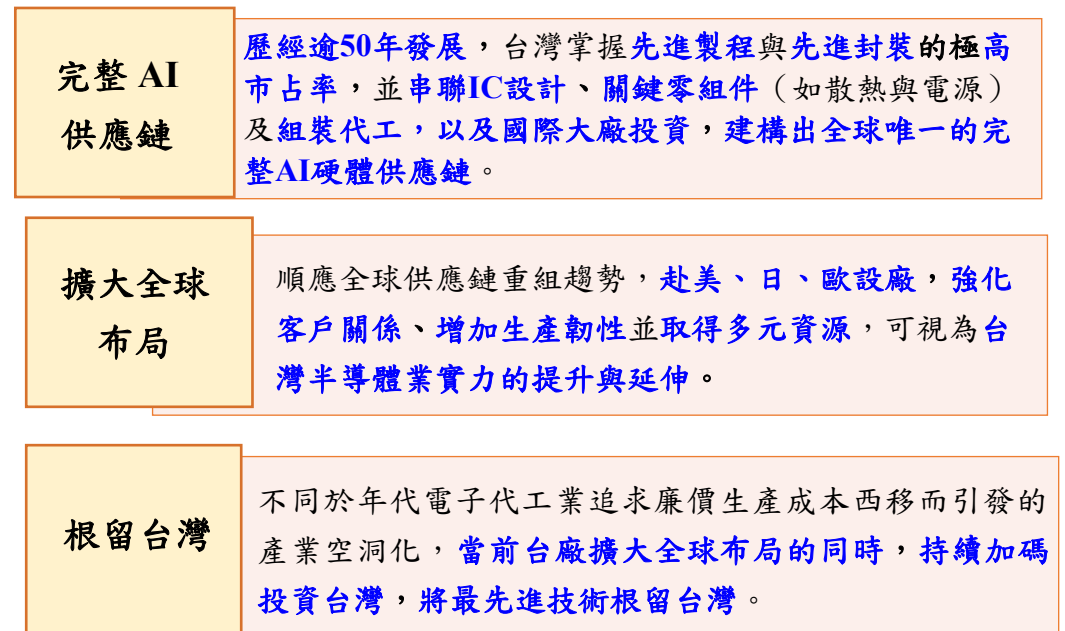 完整 AI
供應鏈
歷經逾50年發展，台灣掌握先進製程與先進封裝的極高
市占率，並串聯IC設計、關鍵零組件（如散熱與電源）
及組裝代工，以及國際大廠投資，建構出全球唯一的完
整AI硬體供應鏈。
擴大全球
布局
順應全球供應鏈重組趨勢，赴美、日、歐設廠，強化
客戶關係、增加生產韌性並取得多元資源，可視為台
灣半導體業實力的提升與延伸。
根留台灣
不同於年代電子代工業追求廉價生產成本西移而引發的
產業空洞化，當前台廠擴大全球布局的同時，持續加碼
投資台灣，將最先進技術根留台灣。